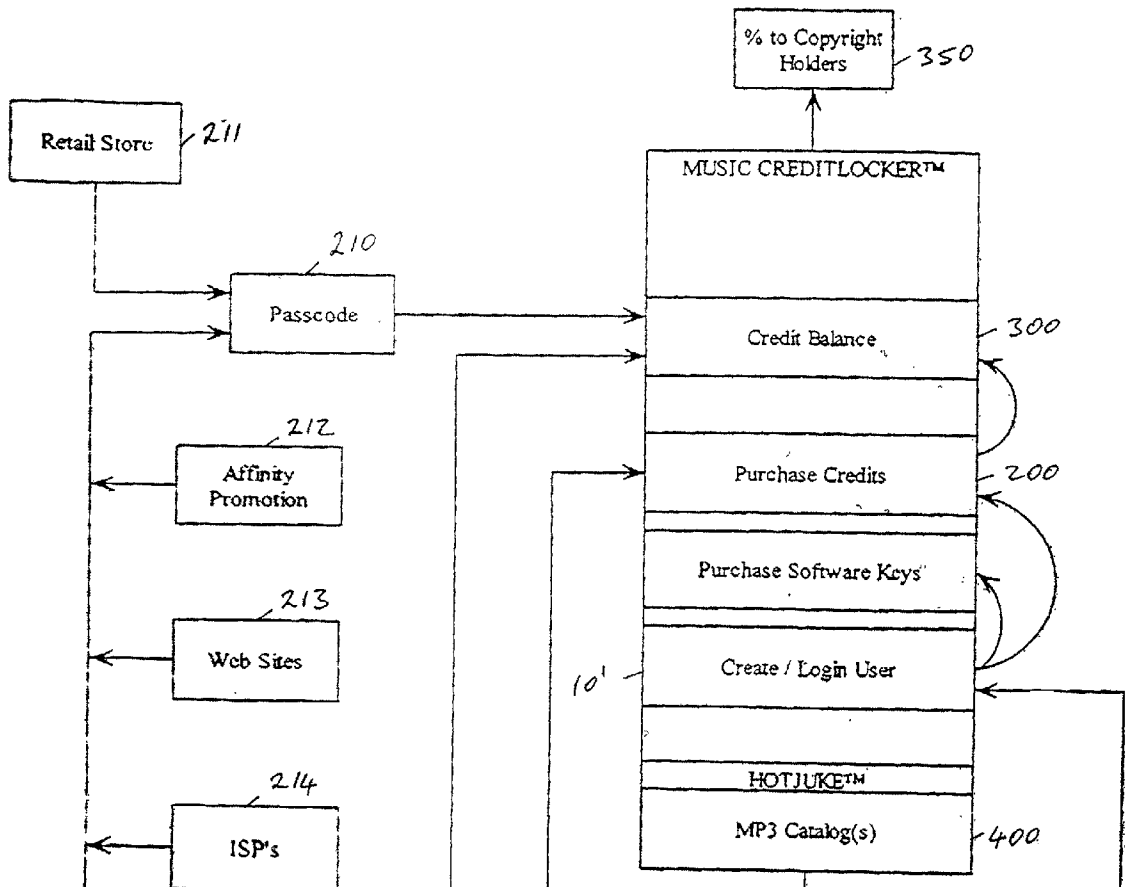 % to Copyright
Holders
350
Retail Store
211
MUSIC CREDITLOCKER™
210
Passcode
Credit Balance
300
212
Affinity
Promotion
Purchase Credits
200
Purchase Software Keys
213
Web Sites
Create / Login User
10'
HOTJUKE™
214
ISP's
MP3 Catalog(s)
400